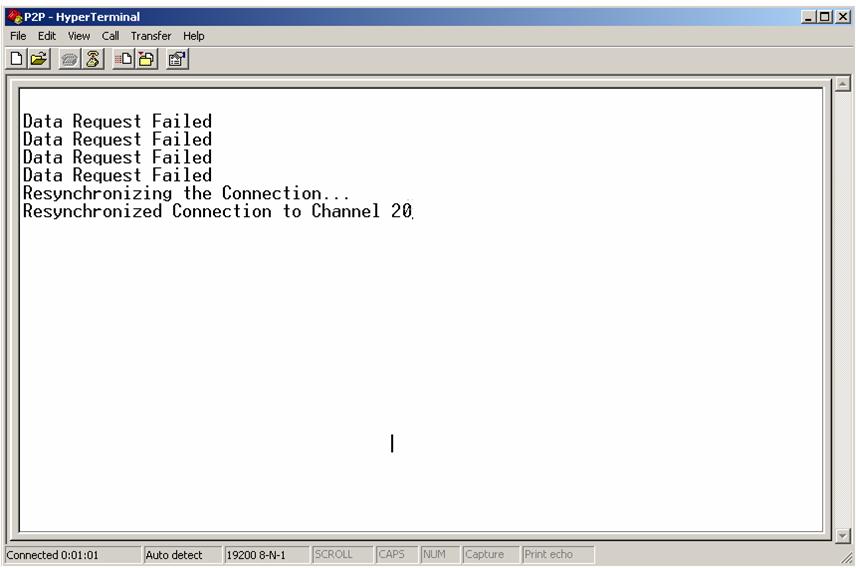 P2P - HyperTerminal
File Edit View Call Transfer Help
Data Request Failed
Data Request Failed
Data Request Failed
Data Request Failed
Resynchronizing the Connection...
Resynchronized Connection to Channel 20
Connected 0:01:01 Auto detect 19200 8-N-1 SCROLL CAPS NUM Capture Print echo